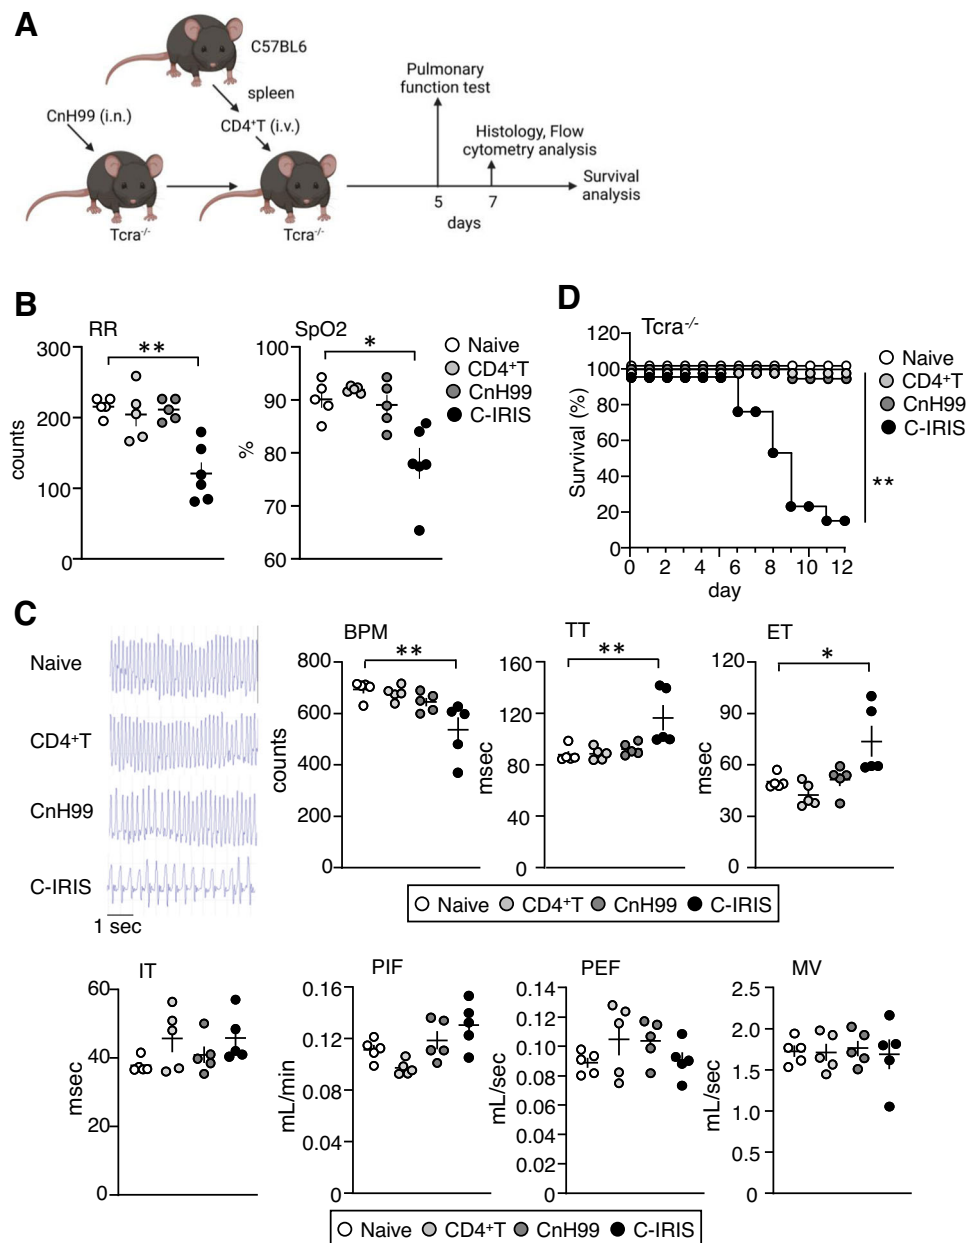 A
C57BL6
spleen
CnH99 (i.n.)
CD4⁺T (i.v.)
Tcra⁻/⁻
Tcra⁻/⁻
Pulmonary
function test
Histology, Flow
cytometry analysis
Survival
analysis
5
7
days
B
RR
**
300
200
100
0
counts
SpO2
*
100
90
80
70
60
%
Naive
CD4⁺T
CnH99
C-IRIS
D
Tcra⁻/⁻
120
100
80
60
40
20
0
Survival (%)
0 2 4 6 8 10 12
day
Naive
CD4⁺T
CnH99
C-IRIS
**
C
Naive
CD4⁺T
CnH99
C-IRIS
1 sec
BPM
**
800
600
400
200
0
counts
TT
**
160
120
80
40
0
msec
ET
*
120
90
60
30
0
msec
Naive CD4⁺T CnH99 C-IRIS
IT
60
40
20
0
msec
PIF
0.16
0.12
0.08
0.04
0
mL/min
PEF
0.14
0.12
0.10
0.08
0.06
0.04
0.02
0
mL/sec
MV
2.5
2.0
1.5
1.0
0.5
0
mL/sec
Naive CD4⁺T CnH99 C-IRIS